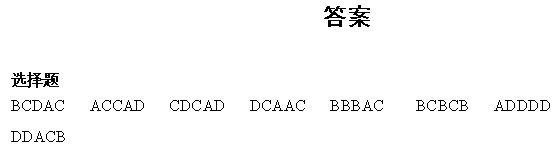 答案
选择题
BCDAC ACCAD CDCAD DCAAC BBBAC BCBCB ADDDD
DDACB